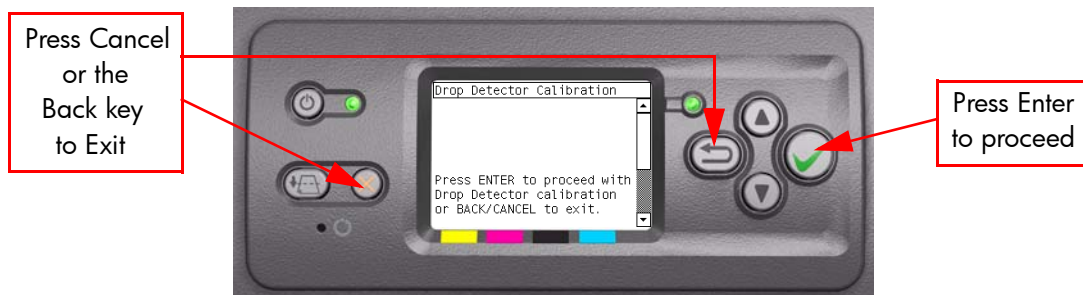 Press Cancel
or the
Back key
to Exit
Drop Detector Calibration
Press ENTER to proceed with
Drop Detector calibration
or BACK/CANCEL to exit.
Press Enter
to proceed